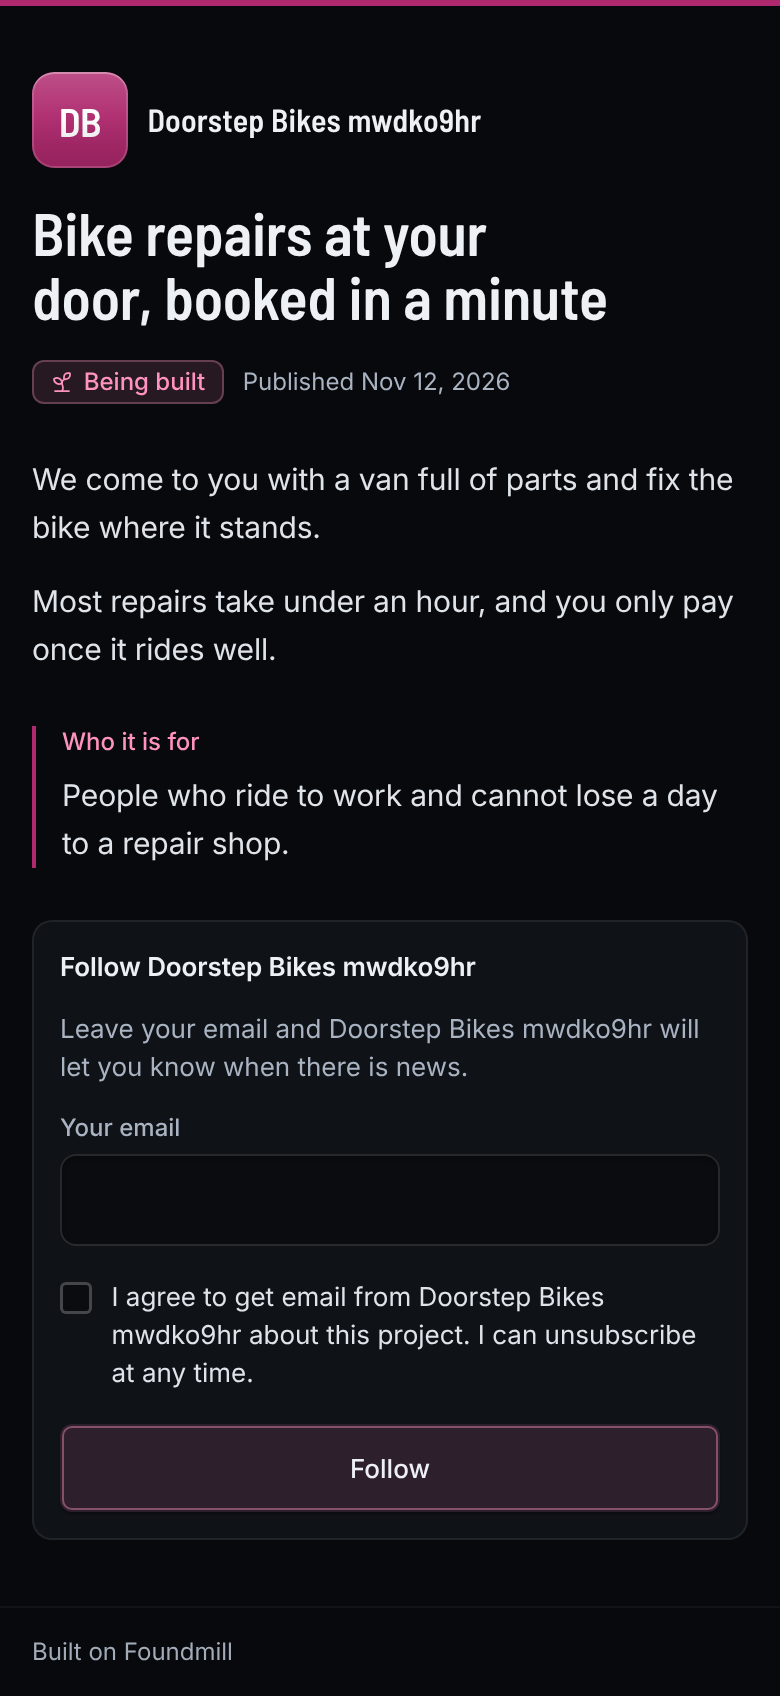 DB
Doorstep Bikes mwdko9hr
Bike repairs at your
door, booked in a minute
Being built
Published Nov 12, 2026
We come to you with a van full of parts and fix the
bike where it stands.
Most repairs take under an hour, and you only pay
once it rides well.
Who it is for
People who ride to work and cannot lose a day
to a repair shop.
Follow Doorstep Bikes mwdko9hr
Leave your email and Doorstep Bikes mwdko9hr will
let you know when there is news.
Your email
I agree to get email from Doorstep Bikes
mwdko9hr about this project. I can unsubscribe
at any time.
Follow
Built on Foundmill